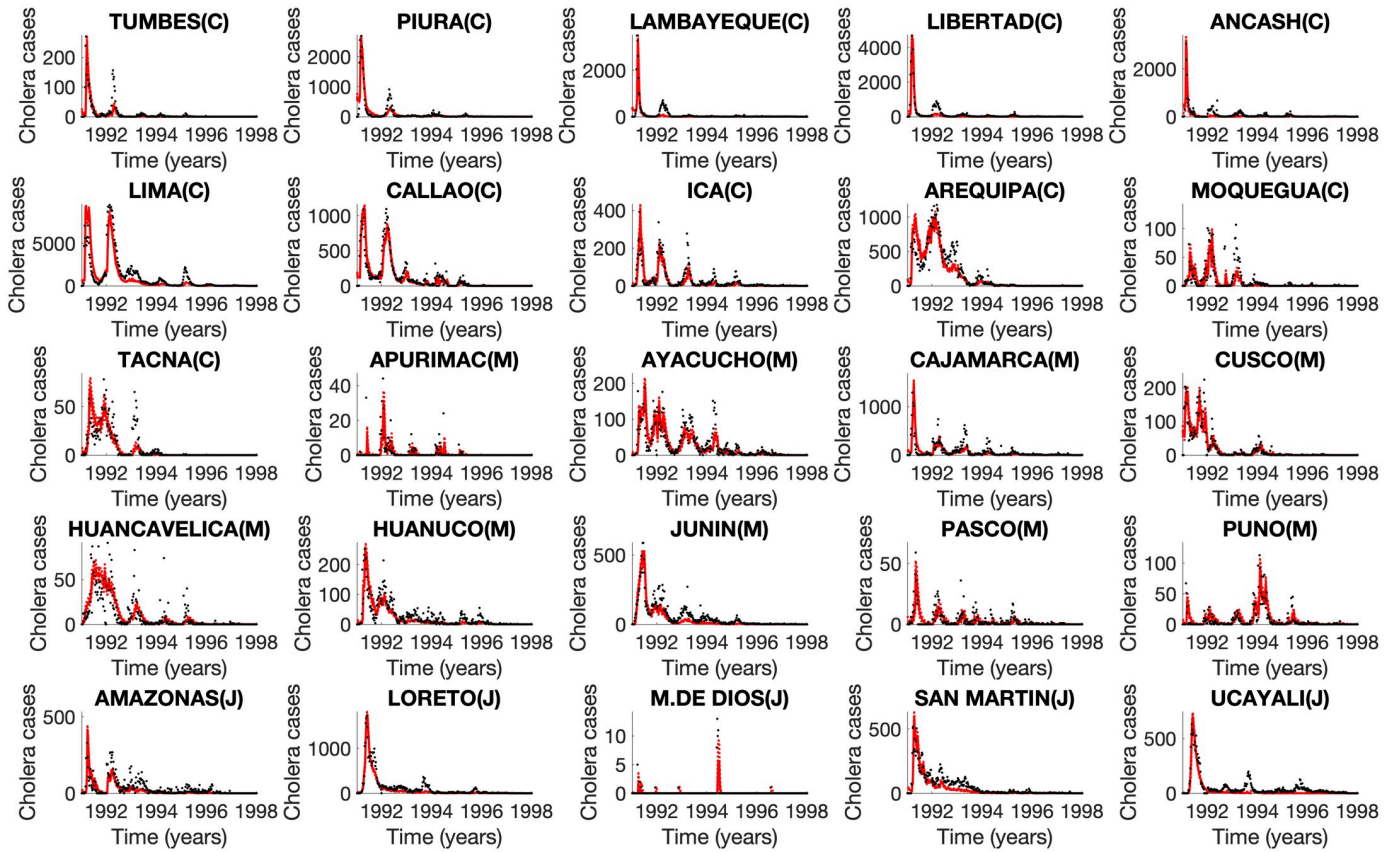 TUMBES(C) PIURA(C) LAMBAYEQUE(C) LIBERTAD(C) ANCASH(C)
Cholera cases Cholera cases Cholera cases Cholera cases Cholera cases
200 2000 2000 4000 2000
100 1000 0 2000 0
0 0 0
1992 1994 1996 1998 1992 1994 1996 1998 1992 1994 1996 1998 1992 1994 1996 1998 1992 1994 1996 1998
Time (years) Time (years) Time (years) Time (years) Time (years)
LIMA(C) CALLAO(C) ICA(C) AREQUIPA(C) MOQUEGUA(C)
Cholera cases Cholera cases Cholera cases Cholera cases Cholera cases
5000 1000 400 1000 100
0 500 200 500 50
0 0 0 0
1992 1994 1996 1998 1992 1994 1996 1998 1992 1994 1996 1998 1992 1994 1996 1998 1992 1994 1996 1998
Time (years) Time (years) Time (years) Time (years) Time (years)
TACNA(C) APURIMAC(M) AYACUCHO(M) CAJAMARCA(M) CUSCO(M)
Cholera cases Cholera cases Cholera cases Cholera cases Cholera cases
50 40 200 1000 200
0 20 100 0 100
0 0 0
1992 1994 1996 1998 1992 1994 1996 1998 1992 1994 1996 1998 1992 1994 1996 1998 1992 1994 1996 1998
Time (years) Time (years) Time (years) Time (years) Time (years)
HUANCAVELICA(M) HUANUCO(M) JUNIN(M) PASCO(M) PUNO(M)
Cholera cases Cholera cases Cholera cases Cholera cases Cholera cases
50 200 500 50 100
0 100 0 0 50
0 0
1992 1994 1996 1998 1992 1994 1996 1998 1992 1994 1996 1998 1992 1994 1996 1998 1992 1994 1996 1998
Time (years) Time (years) Time (years) Time (years) Time (years)
AMAZONAS(J) LORETO(J) M.DE DIOS(J) SAN MARTIN(J) UCAYALI(J)
Cholera cases Cholera cases Cholera cases Cholera cases Cholera cases
500 1000 10 500 500
0 0 5 0 0
0
1992 1994 1996 1998 1992 1994 1996 1998 1992 1994 1996 1998 1992 1994 1996 1998 1992 1994 1996 1998
Time (years) Time (years) Time (years) Time (years) Time (years)